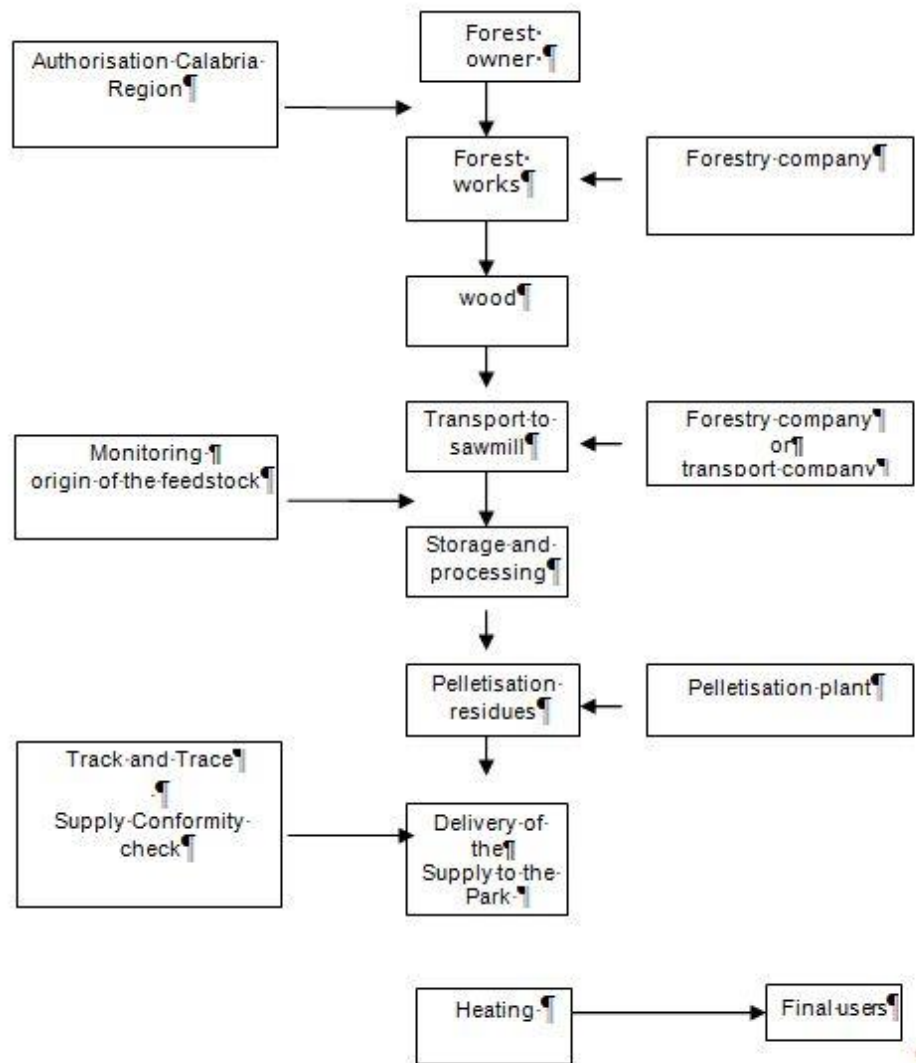 Forest·
owner·¶
Authorisation·Calabria·
Region¶
Forest·
works¶
Forestry·company¶
wood¶
Transport·to·
sawmill¶
Forestry·company¶
or¶
transport·company¶
Monitoring·¶
origin·of·the·feedstock¶
Storage·and·
processing¶
Pelletisation·
residues¶
Pelletisation·plant¶
Track·and·Trace¶
·¶
Supply·Conformity·
check¶
Delivery·of·
the¶
Supply·to·the·
Park·¶
Heating·¶
Final·users¶